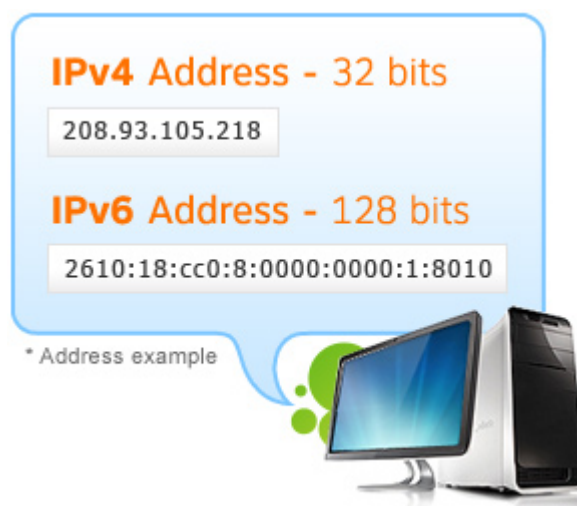 IPv4 Address - 32 bits
208.93.105.218
IPv6 Address - 128 bits
2610:18:cc0:8:0000:0000:1:8010
* Address example